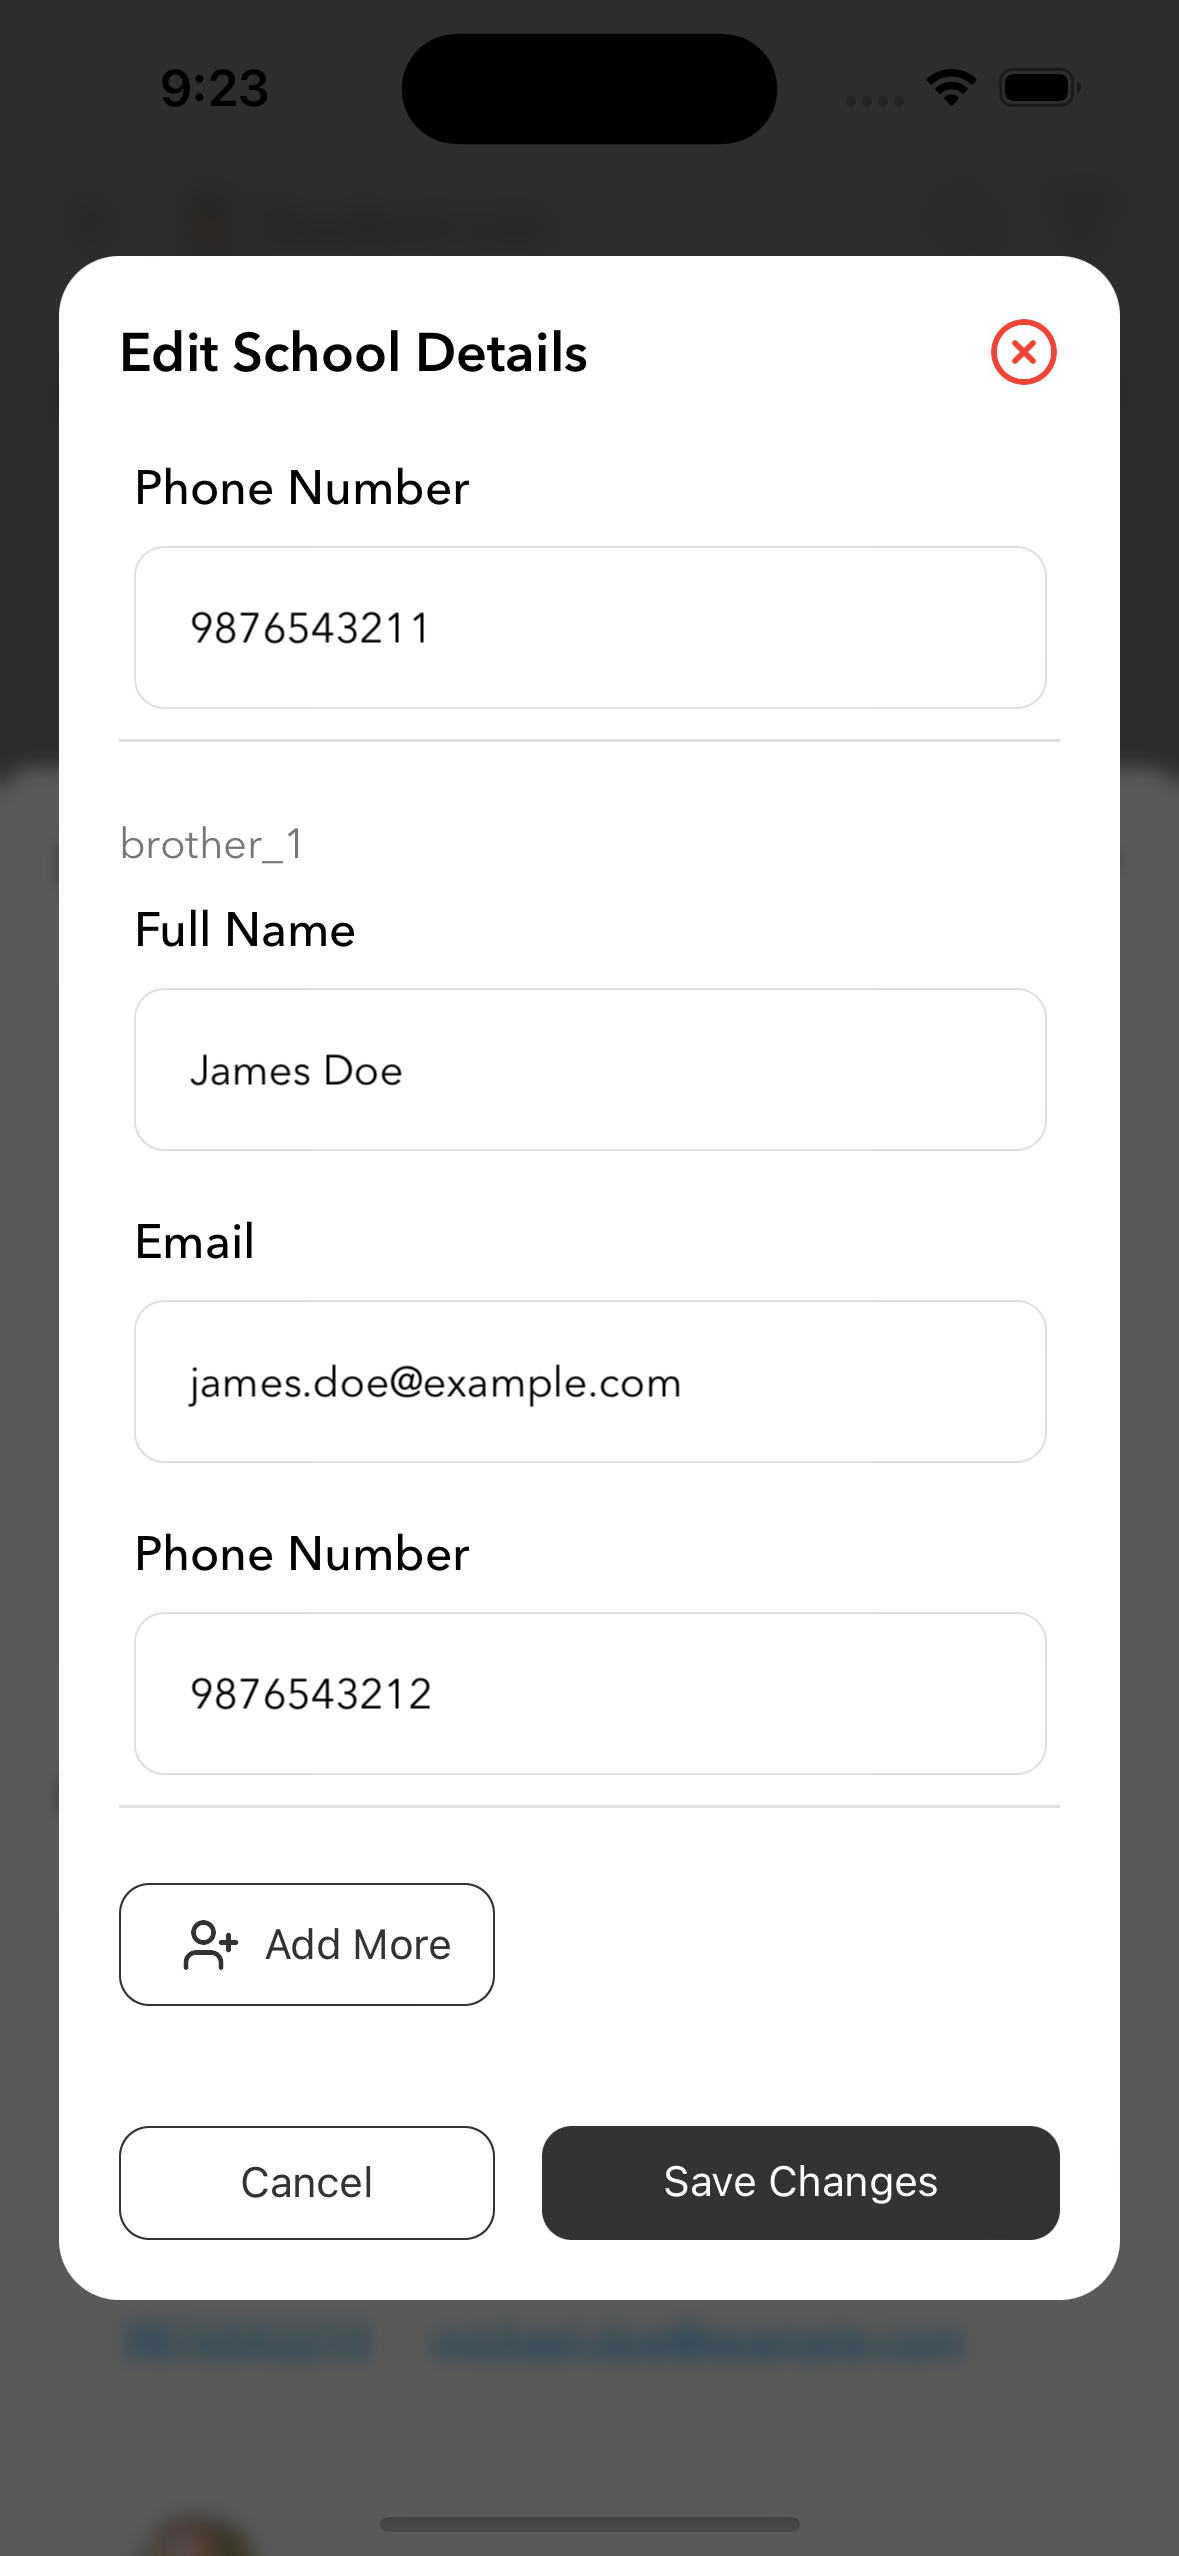 9:23
Edit School Details
Phone Number
9876543211
brother_1
Full Name
James Doe
Email
james.doe@example.com
Phone Number
9876543212
Add More
Cancel
Save Changes